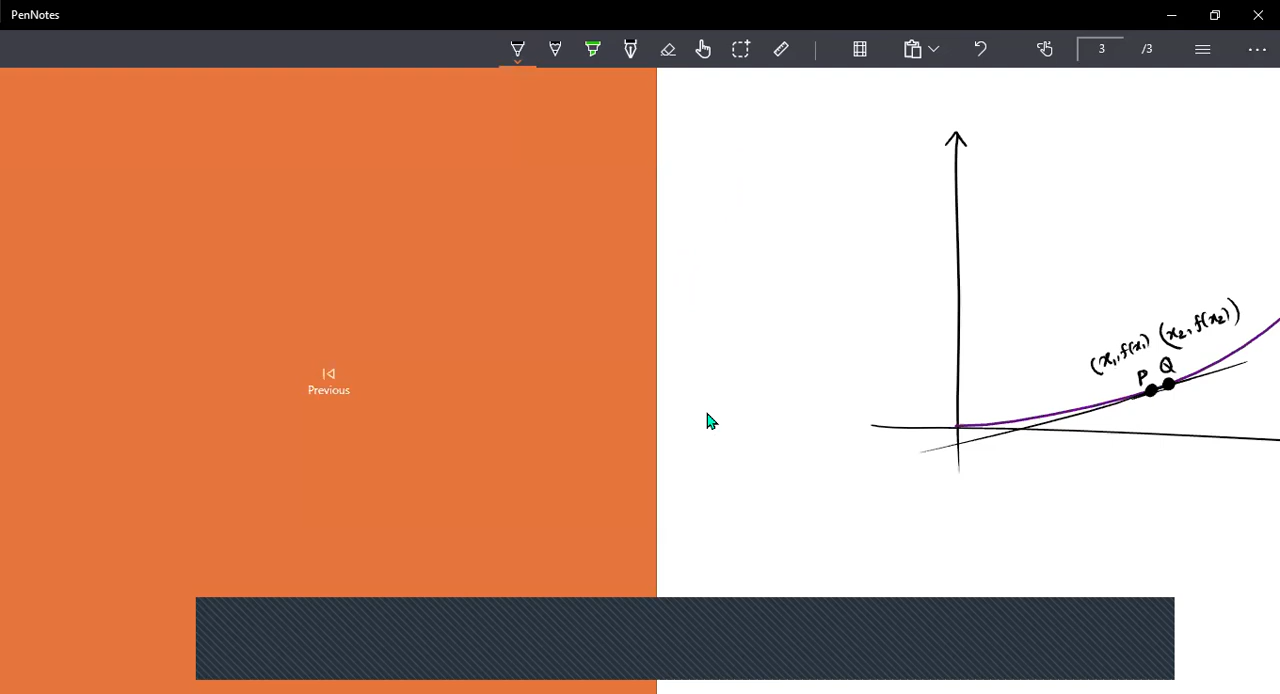 PenNotes
3 /3
Previous
(x₁, f(x₁) (x₂, f(x₂))
P Q